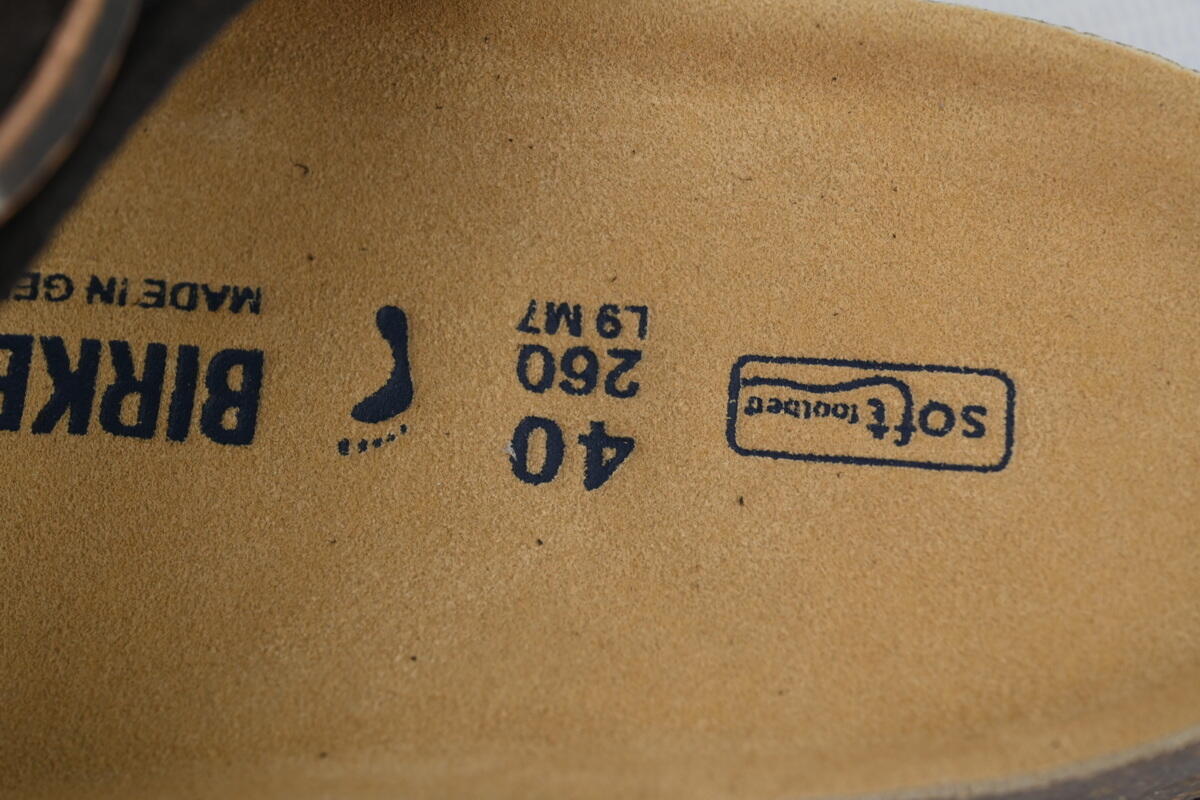 soft footbed
40
260
L9 M7
BIRKE
MADE IN GE